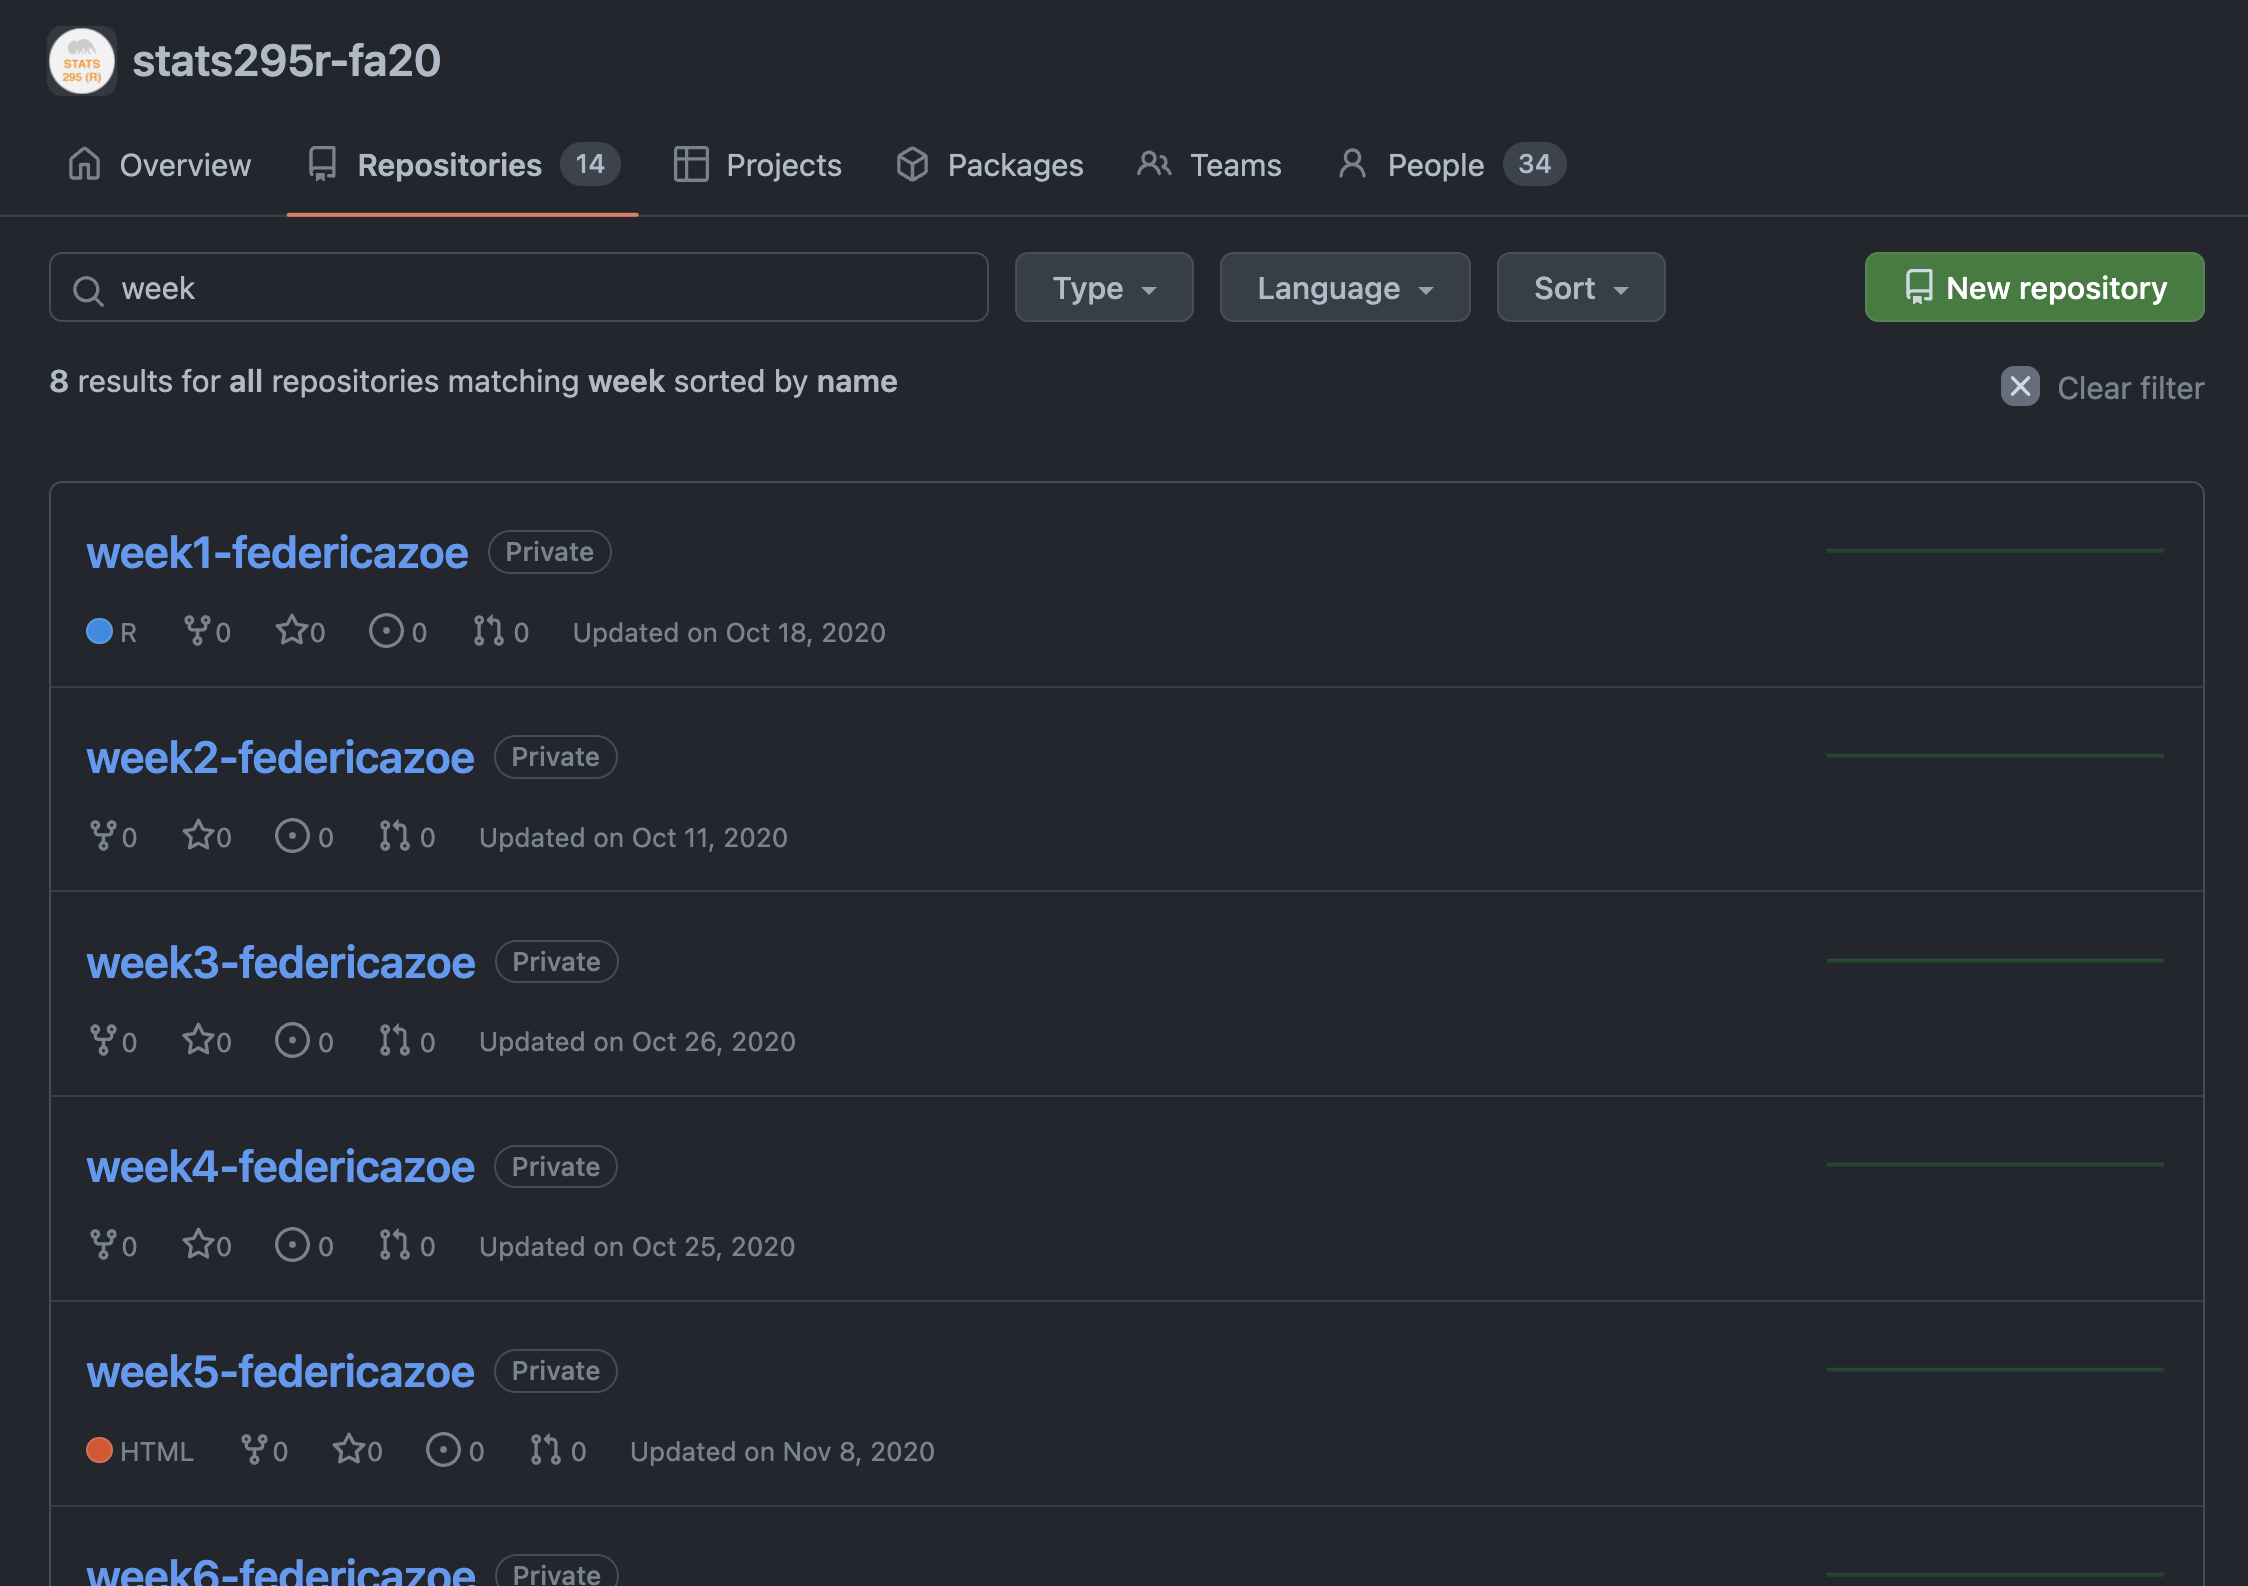 STATS
295 (R)
stats295r-fa20
Overview Repositories 14 Projects Packages Teams People 34
week Type Language Sort New repository
8 results for all repositories matching week sorted by name Clear filter
week1-federicazoe Private
R 0 0 0 0 Updated on Oct 18, 2020
week2-federicazoe Private
0 0 0 0 Updated on Oct 11, 2020
week3-federicazoe Private
0 0 0 0 Updated on Oct 26, 2020
week4-federicazoe Private
0 0 0 0 Updated on Oct 25, 2020
week5-federicazoe Private
HTML 0 0 0 0 Updated on Nov 8, 2020
week6-federicazoe Private